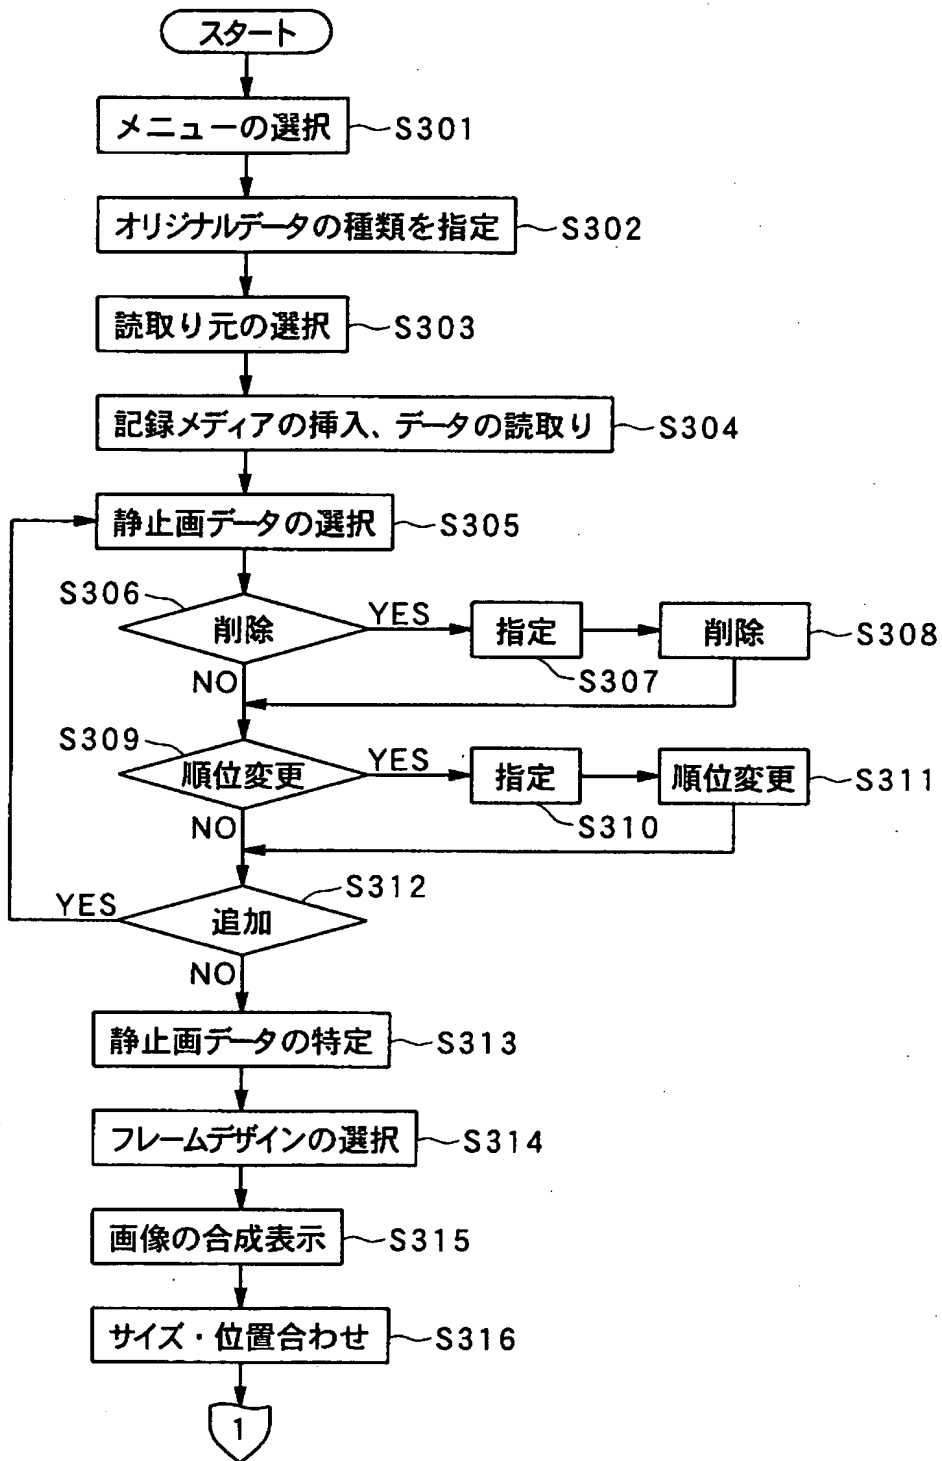 スタート
メニューの選択 S301
オリジナルデータの種類を指定 S302
読取り元の選択 S303
記録メディアの挿入、データの読取り S304
静止画データの選択 S305
S306 削除 YES 指定 S307 削除 S308
NO
S309 順位変更 YES 指定 S310 順位変更 S311
NO
S312
YES 追加
NO
静止画データの特定 S313
フレームデザインの選択 S314
画像の合成表示 S315
サイズ・位置合わせ S316
1